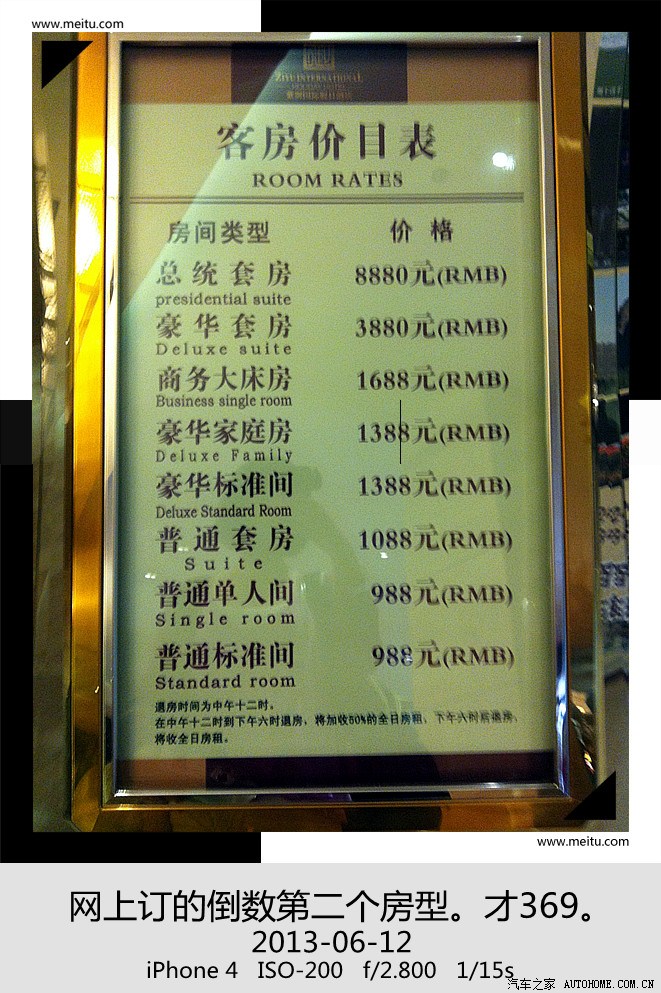 www.meitu.com
ZIYU INTERNATIONAL
客房价目表
ROOM RATES
房间类型 价格
总统套房 8880元(RMB)
presidential suite
豪华套房 3880元(RMB)
Deluxe suite
商务大床房 1688元(RMB)
Business single room
豪华家庭房 1388元(RMB)
Deluxe Family
豪华标准间 1388元(RMB)
Deluxe Standard Room
普通套房 1088元(RMB)
Suite
普通单人间 988元(RMB)
Single room
普通标准间 988元(RMB)
Standard room
退房时间为中午十二时。
在中午十二时到下午六时退房，将加收50%的全日房租，下午六时后退房，
将收全日房租。
www.meitu.com
网上订的倒数第二个房型。才369。
2013-06-12
iPhone 4 ISO-200 f/2.800 1/15s
汽车之家 AUTOHOME.COM.CN